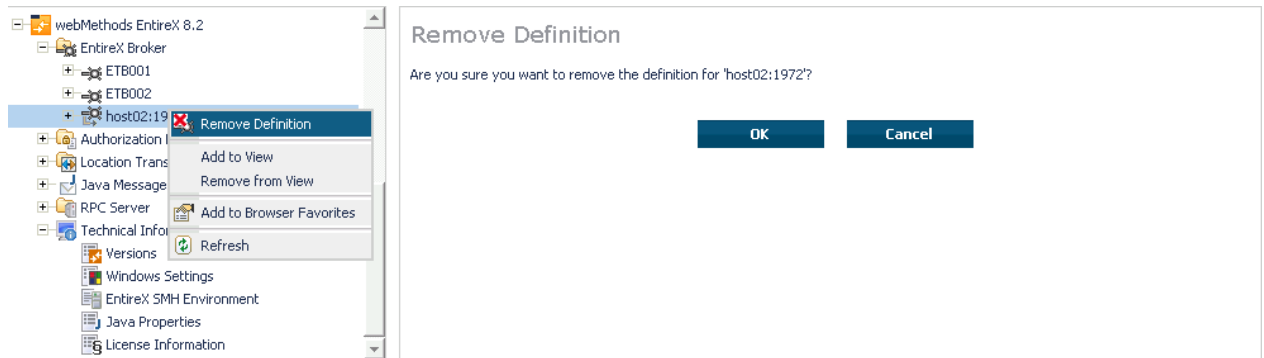 webMethods EntireX 8.2
EntireX Broker
ETB001
ETB002
host02:19
Authorization
Location Trans
Java Message
RPC Server
Technical Info
Versions
Windows Settings
EntireX SMH Environment
Java Properties
License Information
Remove Definition
Add to View
Remove from View
Add to Browser Favorites
Refresh
Remove Definition
Are you sure you want to remove the definition for 'host02:1972'?
OK Cancel